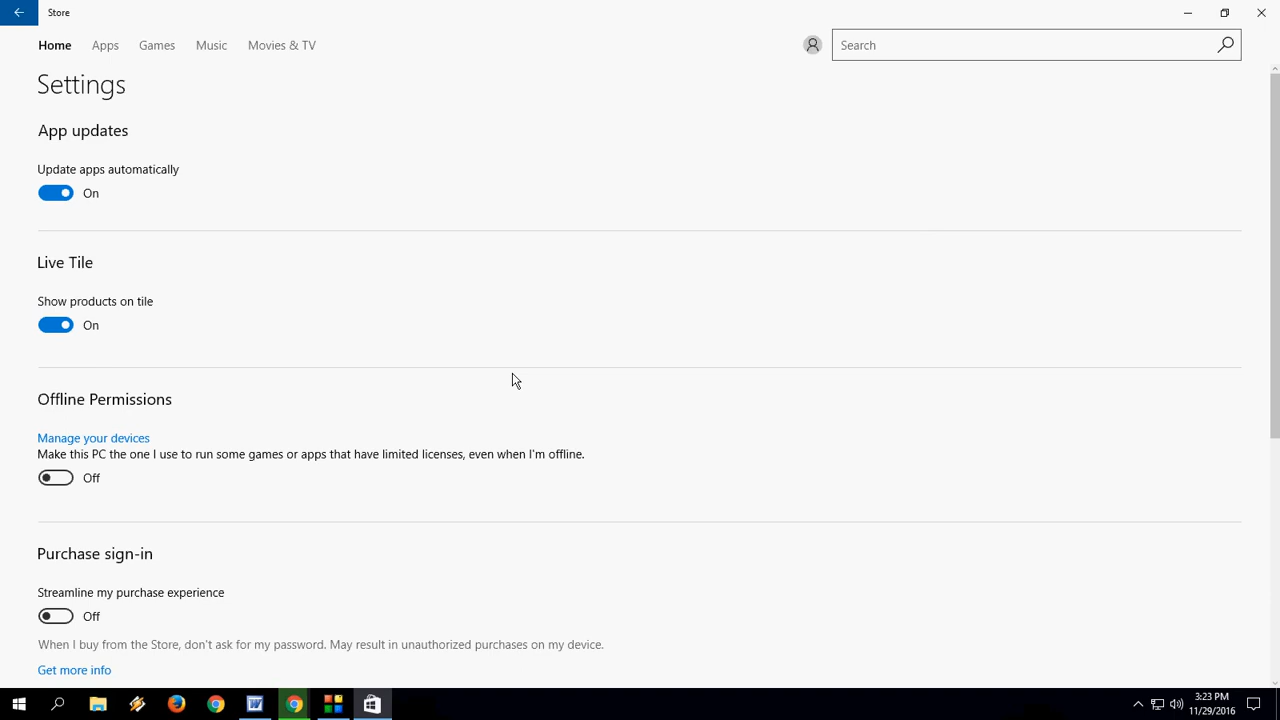 Store
Home Apps Games Music Movies & TV Search
Settings
App updates
Update apps automatically
On
Live Tile
Show products on tile
On
Offline Permissions
Manage your devices
Make this PC the one I use to run some games or apps that have limited licenses, even when I'm offline.
Off
Purchase sign-in
Streamline my purchase experience
Off
When I buy from the Store, don't ask for my password. May result in unauthorized purchases on my device.
Get more info
3:23 PM
11/29/2016